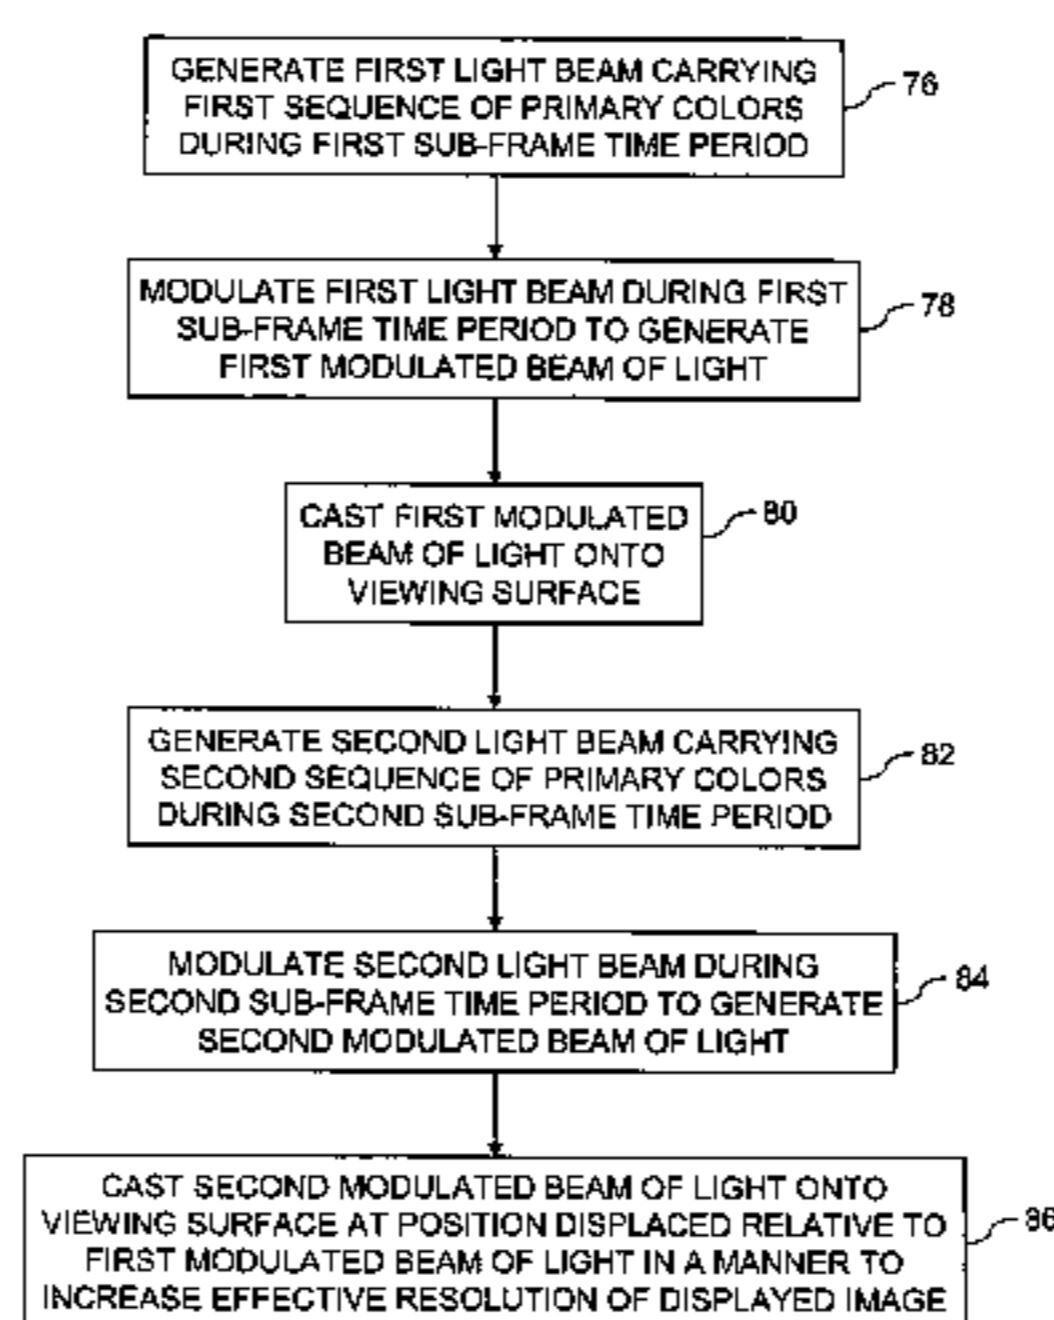 GENERATE FIRST LIGHT BEAM CARRYING
FIRST SEQUENCE OF PRIMARY COLORS
DURING FIRST SUB-FRAME TIME PERIOD
76
MODULATE FIRST LIGHT BEAM DURING FIRST
SUB-FRAME TIME PERIOD TO GENERATE
FIRST MODULATED BEAM OF LIGHT
78
CAST FIRST MODULATED
BEAM OF LIGHT ONTO
VIEWING SURFACE
80
GENERATE SECOND LIGHT BEAM CARRYING
SECOND SEQUENCE OF PRIMARY COLORS
DURING SECOND SUB-FRAME TIME PERIOD
82
MODULATE SECOND LIGHT BEAM DURING
SECOND SUB-FRAME TIME PERIOD TO GENERATE
SECOND MODULATED BEAM OF LIGHT
84
CAST SECOND MODULATED BEAM OF LIGHT ONTO
VIEWING SURFACE AT POSITION DISPLACED RELATIVE TO
FIRST MODULATED BEAM OF LIGHT IN A MANNER TO
INCREASE EFFECTIVE RESOLUTION OF DISPLAYED IMAGE
86